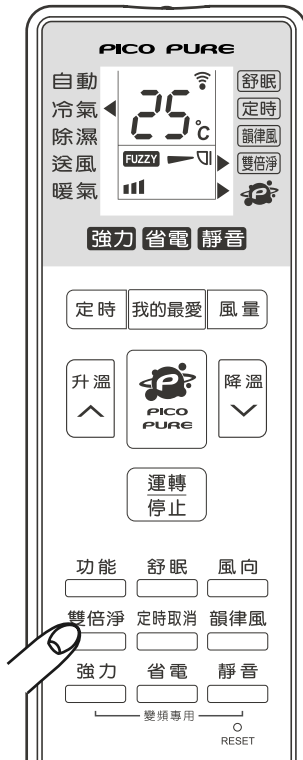 PICO PURE
自動 舒眠
冷氣 定時
25°c
除濕 韻律風
送風 FUZZY 雙倍淨
暖氣 P
強力 省電 靜音
定時 我的最愛 風量
升溫 P 降溫
PICO
PURE
運轉
停止
功能 舒眠 風向
雙倍淨 定時取消 韻律風
強力 省電 靜音
變頻專用
RESET